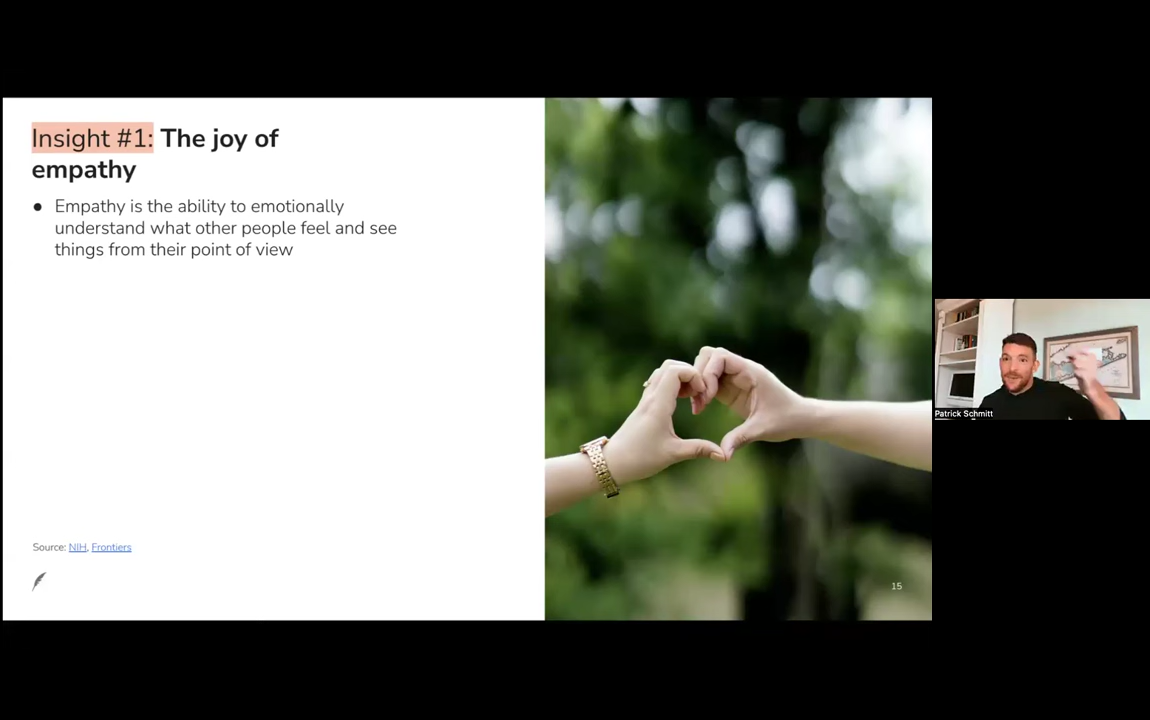 Insight #1: The joy of
empathy
● Empathy is the ability to emotionally
understand what other people feel and see
things from their point of view
Source: NIH, Frontiers
15
Patrick Schmitt